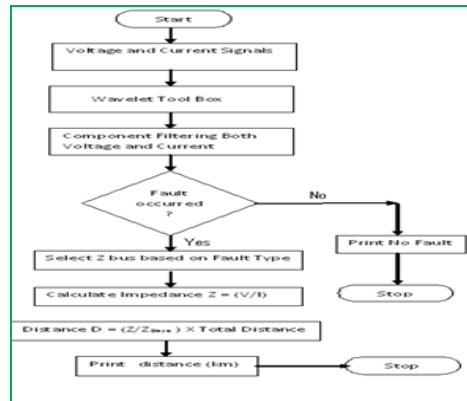 Start
Voltage and Current Signals
Wavelet Tool Box
Component Filtering Both
Voltage and Current
Fault
occurred
?
No
Yes
Print No Fault
Select Z bus based on Fault Type
Stop
Calculate Impedance Z = (V/I)
Distance D = (Z/Z_Base) X Total Distance
Print distance (km)
Stop